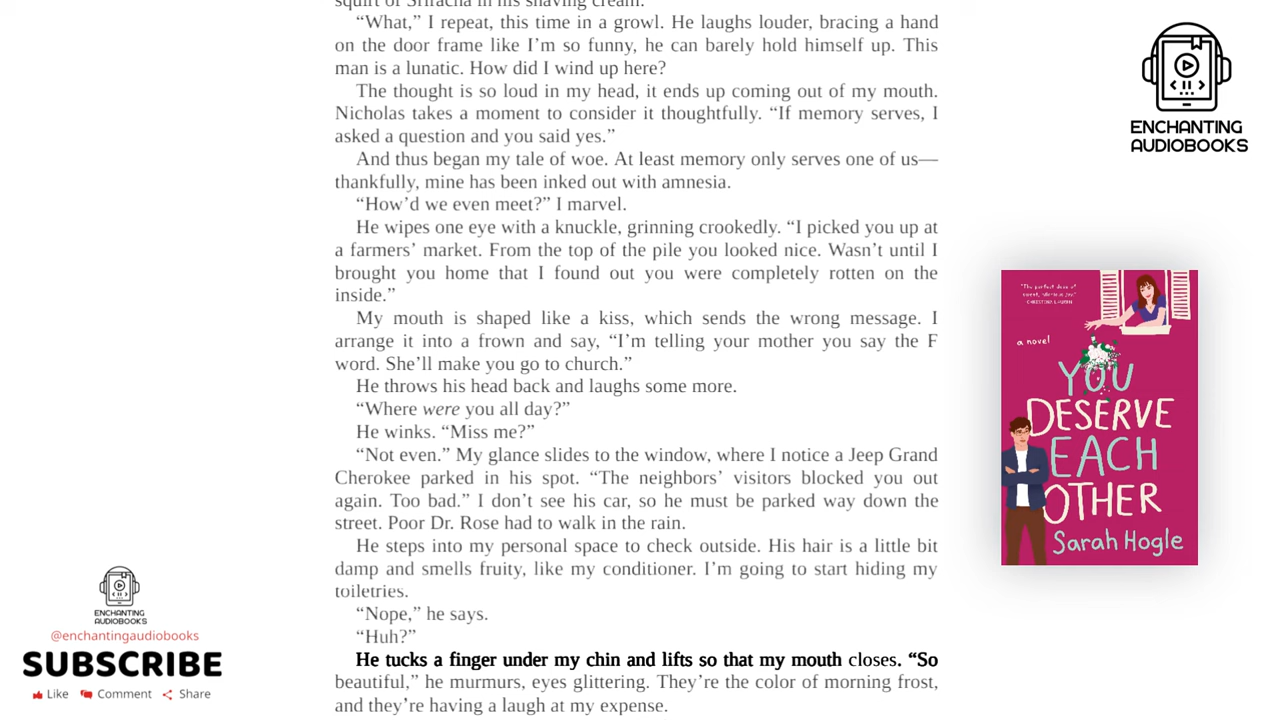 squirt of Sriracha in his shaving cream.
“What,” I repeat, this time in a growl. He laughs louder, bracing a hand
on the door frame like I’m so funny, he can barely hold himself up. This
man is a lunatic. How did I wind up here?
The thought is so loud in my head, it ends up coming out of my mouth.
Nicholas takes a moment to consider it thoughtfully. “If memory serves, I
asked a question and you said yes.”
And thus began my tale of woe. At least memory only serves one of us—
thankfully, mine has been inked out with amnesia.
“How’d we even meet?” I marvel.
He wipes one eye with a knuckle, grinning crookedly. “I picked you up at
a farmers’ market. From the top of the pile you looked nice. Wasn’t until I
brought you home that I found out you were completely rotten on the
inside.”
My mouth is shaped like a kiss, which sends the wrong message. I
arrange it into a frown and say, “I’m telling your mother you say the F
word. She’ll make you go to church.”
He throws his head back and laughs some more.
“Where were you all day?”
He winks. “Miss me?”
“Not even.” My glance slides to the window, where I notice a Jeep Grand
Cherokee parked in his spot. “The neighbors’ visitors blocked you out
again. Too bad.” I don’t see his car, so he must be parked way down the
street. Poor Dr. Rose had to walk in the rain.
He steps into my personal space to check outside. His hair is a little bit
damp and smells fruity, like my conditioner. I’m going to start hiding my
toiletries.
“Nope,” he says.
“Huh?”
He tucks a finger under my chin and lifts so that my mouth closes. “So
beautiful,” he murmurs, eyes glittering. They’re the color of morning frost,
and they’re having a laugh at my expense.
ENCHANTING
AUDIOBOOKS
"The perfect dose of
CHRISTINA LAUREN
a novel
YOU
DESERVE
EACH
OTHER
Sarah Hogle
ENCHANTING
AUDIOBOOKS
@enchantingaudiobooks
SUBSCRIBE
Like Comment Share